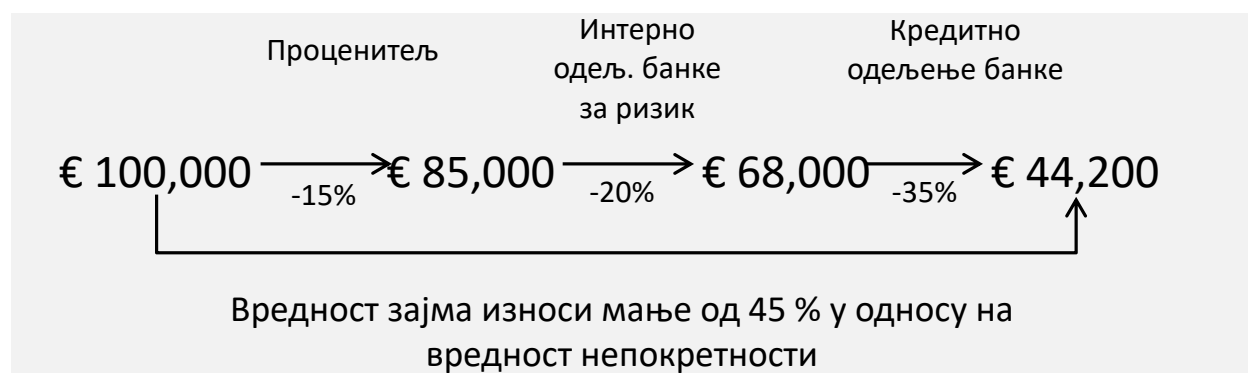 Проценитељ
Интерно
одељ. банке
за ризик
Кредитно
одељење банке
€ 100,000
-15%
€ 85,000
-20%
€ 68,000
-35%
€ 44,200
Вредност зајма износи мање од 45 % у односу на
вредност непокретности